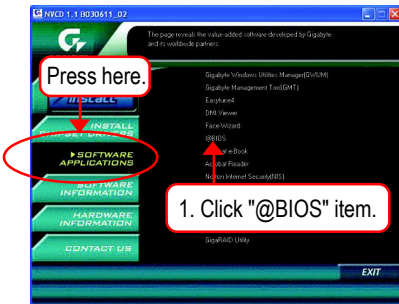 NVCD 1.1 B030611_02
The page reveals the value-added software developed by Gigabyte
and its worldwide partners.
Press here.
INSTALL
CHIPSET DRIVERS
SOFTWARE
APPLICATIONS
SOFTWARE
INFORMATION
HARDWARE
INFORMATION
CONTACT US
Gigabyte Windows Utilities Manager(GWUM)
Gigabyte Management Tool(GMT)
Easytune4
DMI Viewer
Face-Wizard
@BIOS
e-Book
Acrobat Reader
Norton Internet Security(NIS)
1. Click "@BIOS" item.
GigaRAID Utility
EXIT